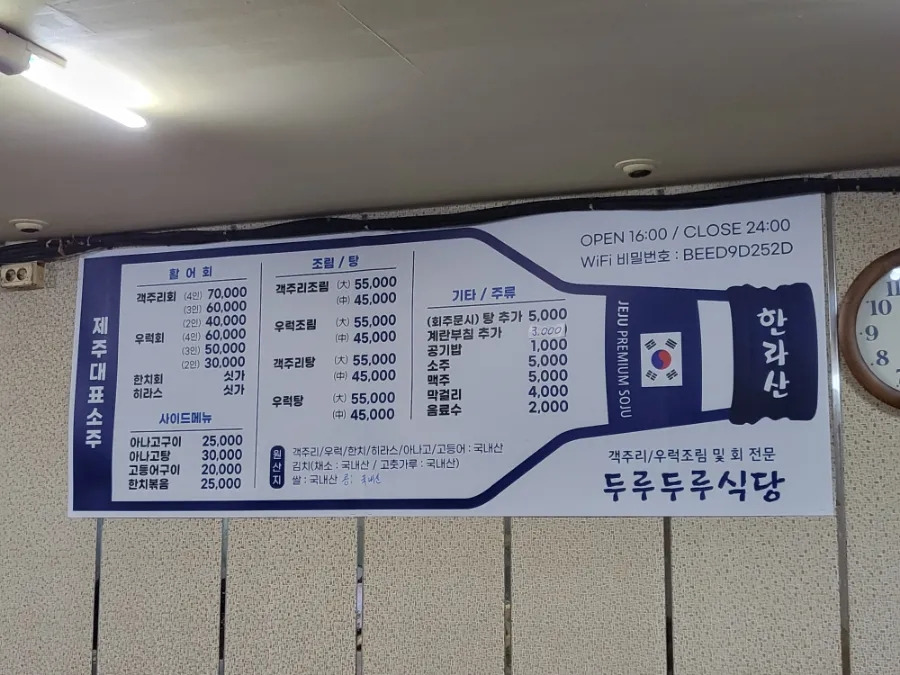 OPEN 16:00 / CLOSE 24:00
WiFi 비밀번호 : BEED9D252D
제주대표소주
활어회
객주리회 (4인) 70,000
(3인) 60,000
(2인) 40,000
우럭회 (4인) 60,000
(3인) 50,000
(2인) 30,000
한치회 싯가
히라스 싯가
사이드메뉴
아나고구이 25,000
아나고탕 30,000
고등어구이 20,000
한치볶음 25,000
조림/탕
객주리조림 (大) 55,000
(中) 45,000
우럭조림 (大) 55,000
(中) 45,000
객주리탕 (大) 55,000
(中) 45,000
우럭탕 (大) 55,000
(中) 45,000
기타/주류
(회주문시) 탕 추가 5,000
계란부침 추가 3,000
공기밥 1,000
소주 5,000
맥주 5,000
막걸리 4,000
음료수 2,000
원산지
객주리/우럭/한치/히라스/아나고/고등어 : 국내산
김치(채소 : 국내산 / 고춧가루 : 국내산)
쌀 : 국내산 콩: 국내산
JEJU PREMIUM SOJU
한라산
객주리/우럭조림 및 회 전문
두루두루식당
10
9
8
11
7